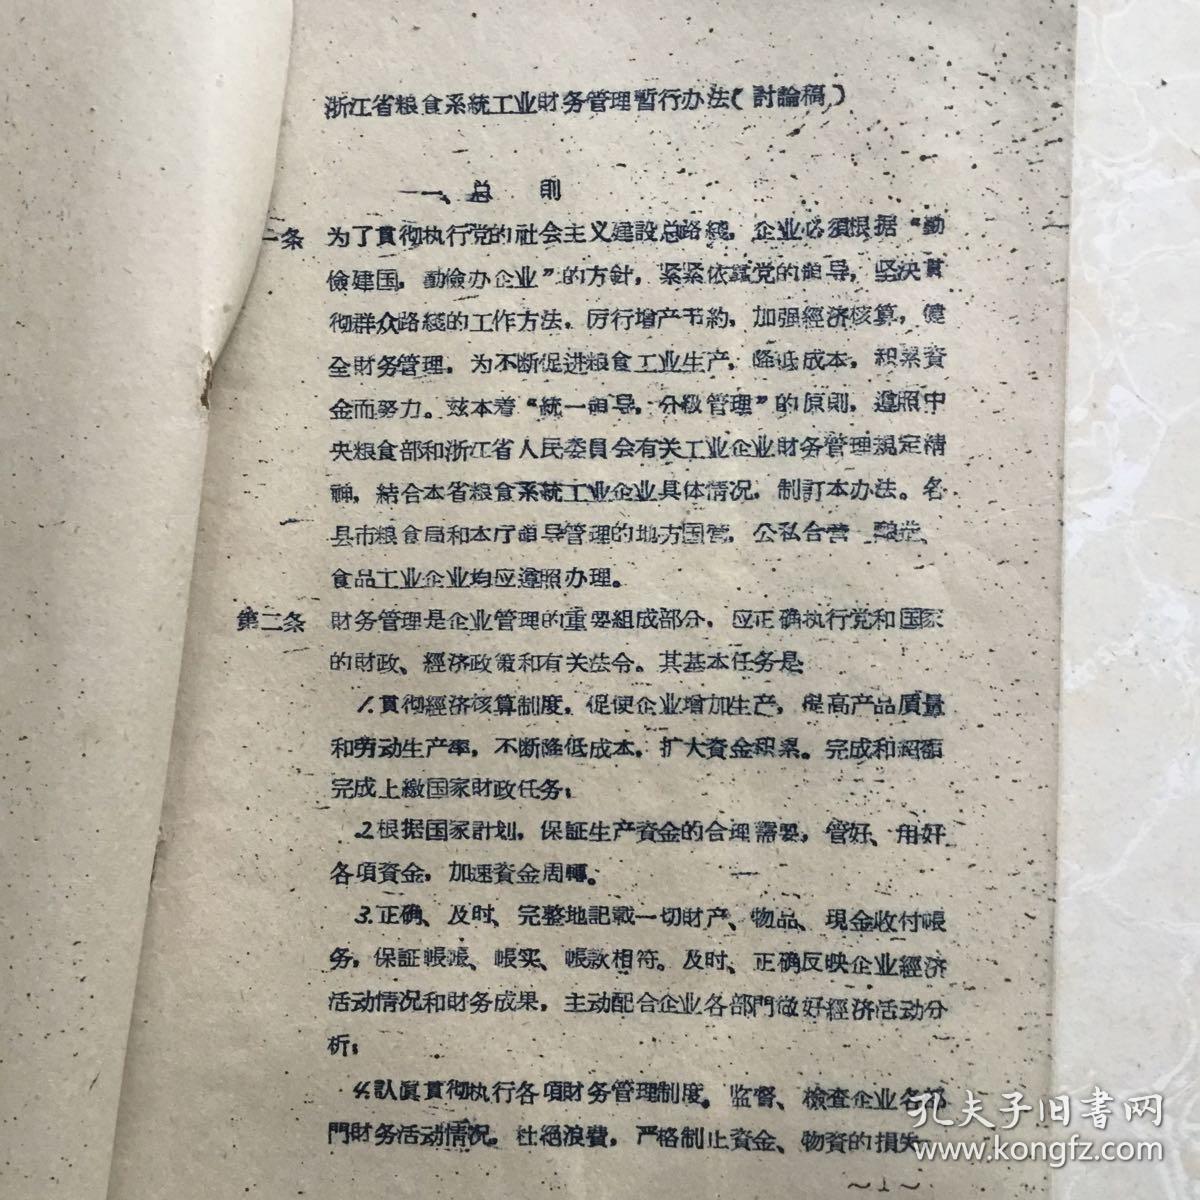 浙江省粮食系統工业財务管理暫行办法(討論稿)
一、总 則
一条 为了貫彻执行党的社会主义建設总路綫，企业必須根据“勤
儉建国，勤儉办企业”的方針，紧紧依靠党的領导，坚决貫
彻群众路綫的工作方法，厉行增产节約，加强經济核算，健
全財务管理，为不断促进粮食工业生产，降低成本，积累資
金而努力。玆本着“統一領导，分級管理”的原則，遵照中
央粮食部和浙江省人民委員会有关工业企业財务管理規定精
神，結合本省粮食系統工业企业具体情况，制訂本办法。各
县市粮食局和本厅領导管理的地方国营，公私合营 粮
食品工业企业均应遵照办理。
第二条 財务管理是企业管理的重要組成部分，应正确执行党和国家
的財政、經济政策和有关法令。其基本任务是
1.貫彻經济核算制度，促使企业增加生产，提高产品质量
和劳动生产率，不断降低成本，扩大資金积累。完成和超額
完成上繳国家財政任务；
2.根据国家計划，保証生产資金的合理需要，管好、用好
各項資金，加速資金周轉。
3.正确、及时、完整地記載一切財产、物品、現金收付帳
务，保証帳帳、帳实、帳款相符。及时、正确反映企业經济
活动情况和財务成果，主动配合企业各部門做好經济活动分
析；
4.认眞貫彻执行各項財务管理制度。监督、檢查企业各部
門財务活动情况。杜絕浪費，严格制止資金、物資的損失
～1～
孔夫子旧書网
www.kongfz.com